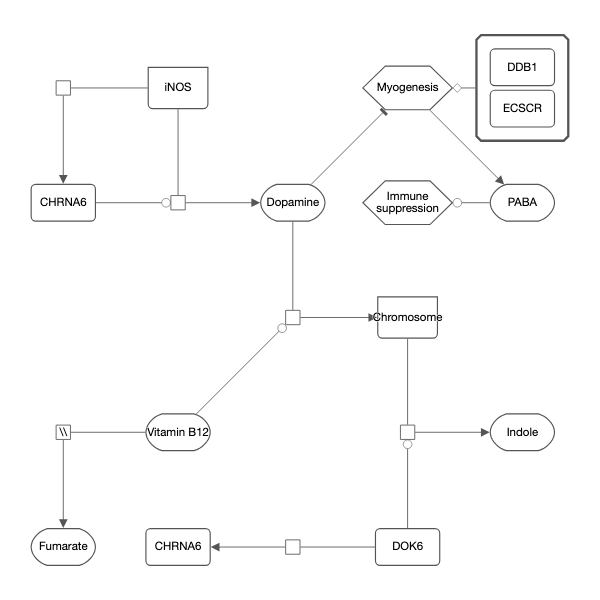 DDB1
iNOS
Myogenesis
ECSCR
CHRNA6
Dopamine
Immune
suppression
PABA
Chromosome
\\
Vitamin B12
Indole
Fumarate
CHRNA6
DOK6